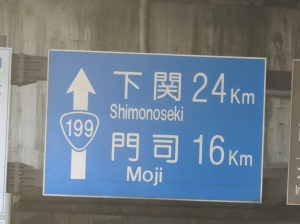 下関 24Km
Shimonoseki
199
門司 16Km
Moji